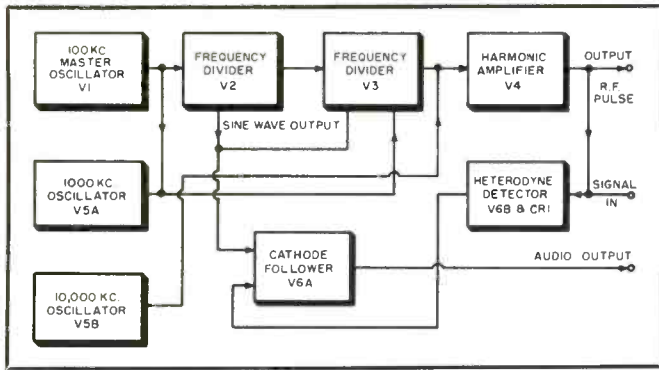 100KC
MASTER
OSCILLATOR
V1
FREQUENCY
DIVIDER
V2
FREQUENCY
DIVIDER
V3
HARMONIC
AMPLIFIER
V4
OUTPUT
R.F.
PULSE
SINE WAVE OUTPUT
1000 KC
OSCILLATOR
V5A
HETERODYNE
DETECTOR
V6B & CR1
SIGNAL
IN
CATHODE
FOLLOWER
V6A
AUDIO OUTPUT
10,000 KC.
OSCILLATOR
V5B